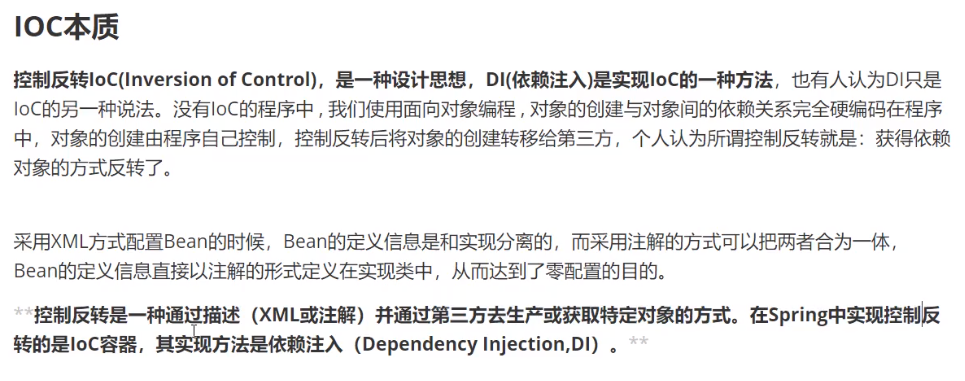 IOC本质
控制反转IoC(Inversion of Control)，是一种设计思想，DI(依赖注入)是实现IoC的一种方法，也有人认为DI只是
IoC的另一种说法。没有IoC的程序中 , 我们使用面向对象编程 , 对象的创建与对象间的依赖关系完全硬编码在程序
中，对象的创建由程序自己控制，控制反转后将对象的创建转移给第三方，个人认为所谓控制反转就是：获得依赖
对象的方式反转了。
采用XML方式配置Bean的时候，Bean的定义信息是和实现分离的，而采用注解的方式可以把两者合为一体，
Bean的定义信息直接以注解的形式定义在实现类中，从而达到了零配置的目的。
**控制反转是一种通过描述（XML或注解）并通过第三方去生产或获取特定对象的方式。在Spring中实现控制反
转的是IoC容器，其实现方法是依赖注入（Dependency Injection,DI）。**